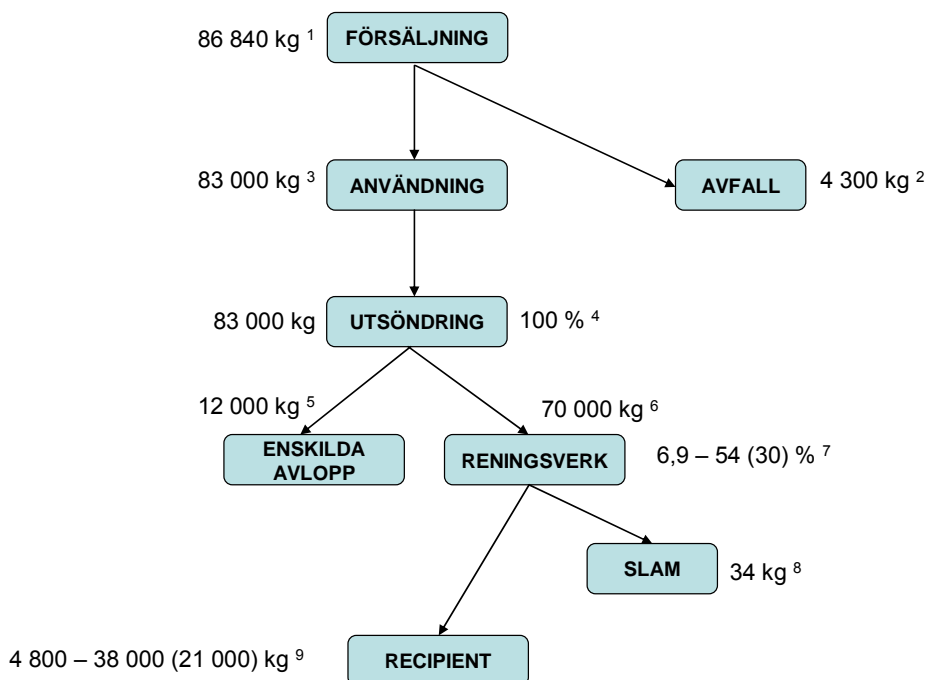 86 840 kg ¹ FÖRSÄLJNING
83 000 kg ³ ANVÄNDNING
AVFALL 4 300 kg ²
83 000 kg UTSÖNDRING 100 % ⁴
12 000 kg ⁵
70 000 kg ⁶
ENSKILDA
AVLOPP
RENINGSVERK 6,9 – 54 (30) % ⁷
SLAM 34 kg ⁸
4 800 – 38 000 (21 000) kg ⁹ RECIPIENT